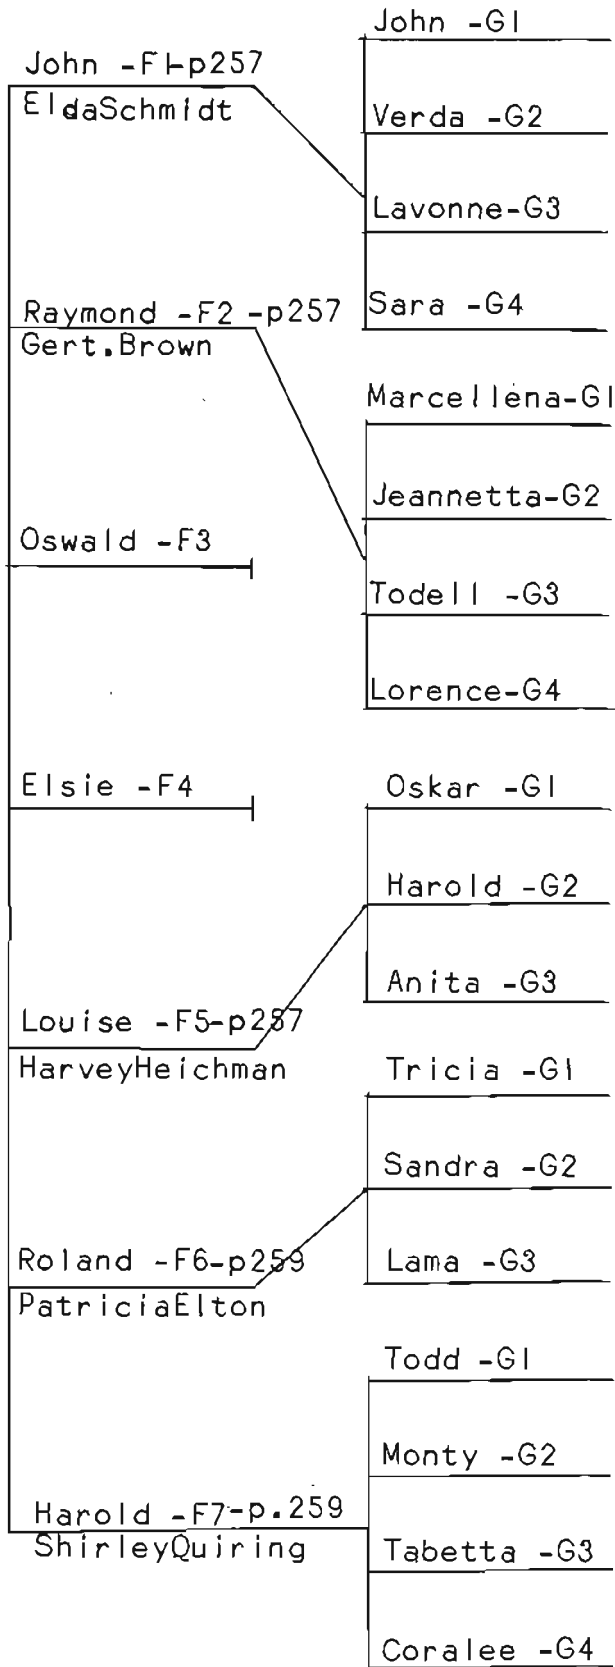 John -F1-p257
EldaSchmidt
John -G1
Verda -G2
Lavonne-G3
Sara -G4
Raymond -F2 -p257
Gert.Brown
Marcellena-G1
Jeannetta-G2
Todell -G3
Lorence-G4
Oswald -F3
Elsie -F4
Louise -F5-p257
HarveyHeichman
Oskar -G1
Harold -G2
Anita -G3
Roland -F6-p259
PatriciaElton
Tricia -G1
Sandra -G2
Lama -G3
Harold -F7-p.259
ShirleyQuiring
Todd -G1
Monty -G2
Tabetta -G3
Coralee -G4